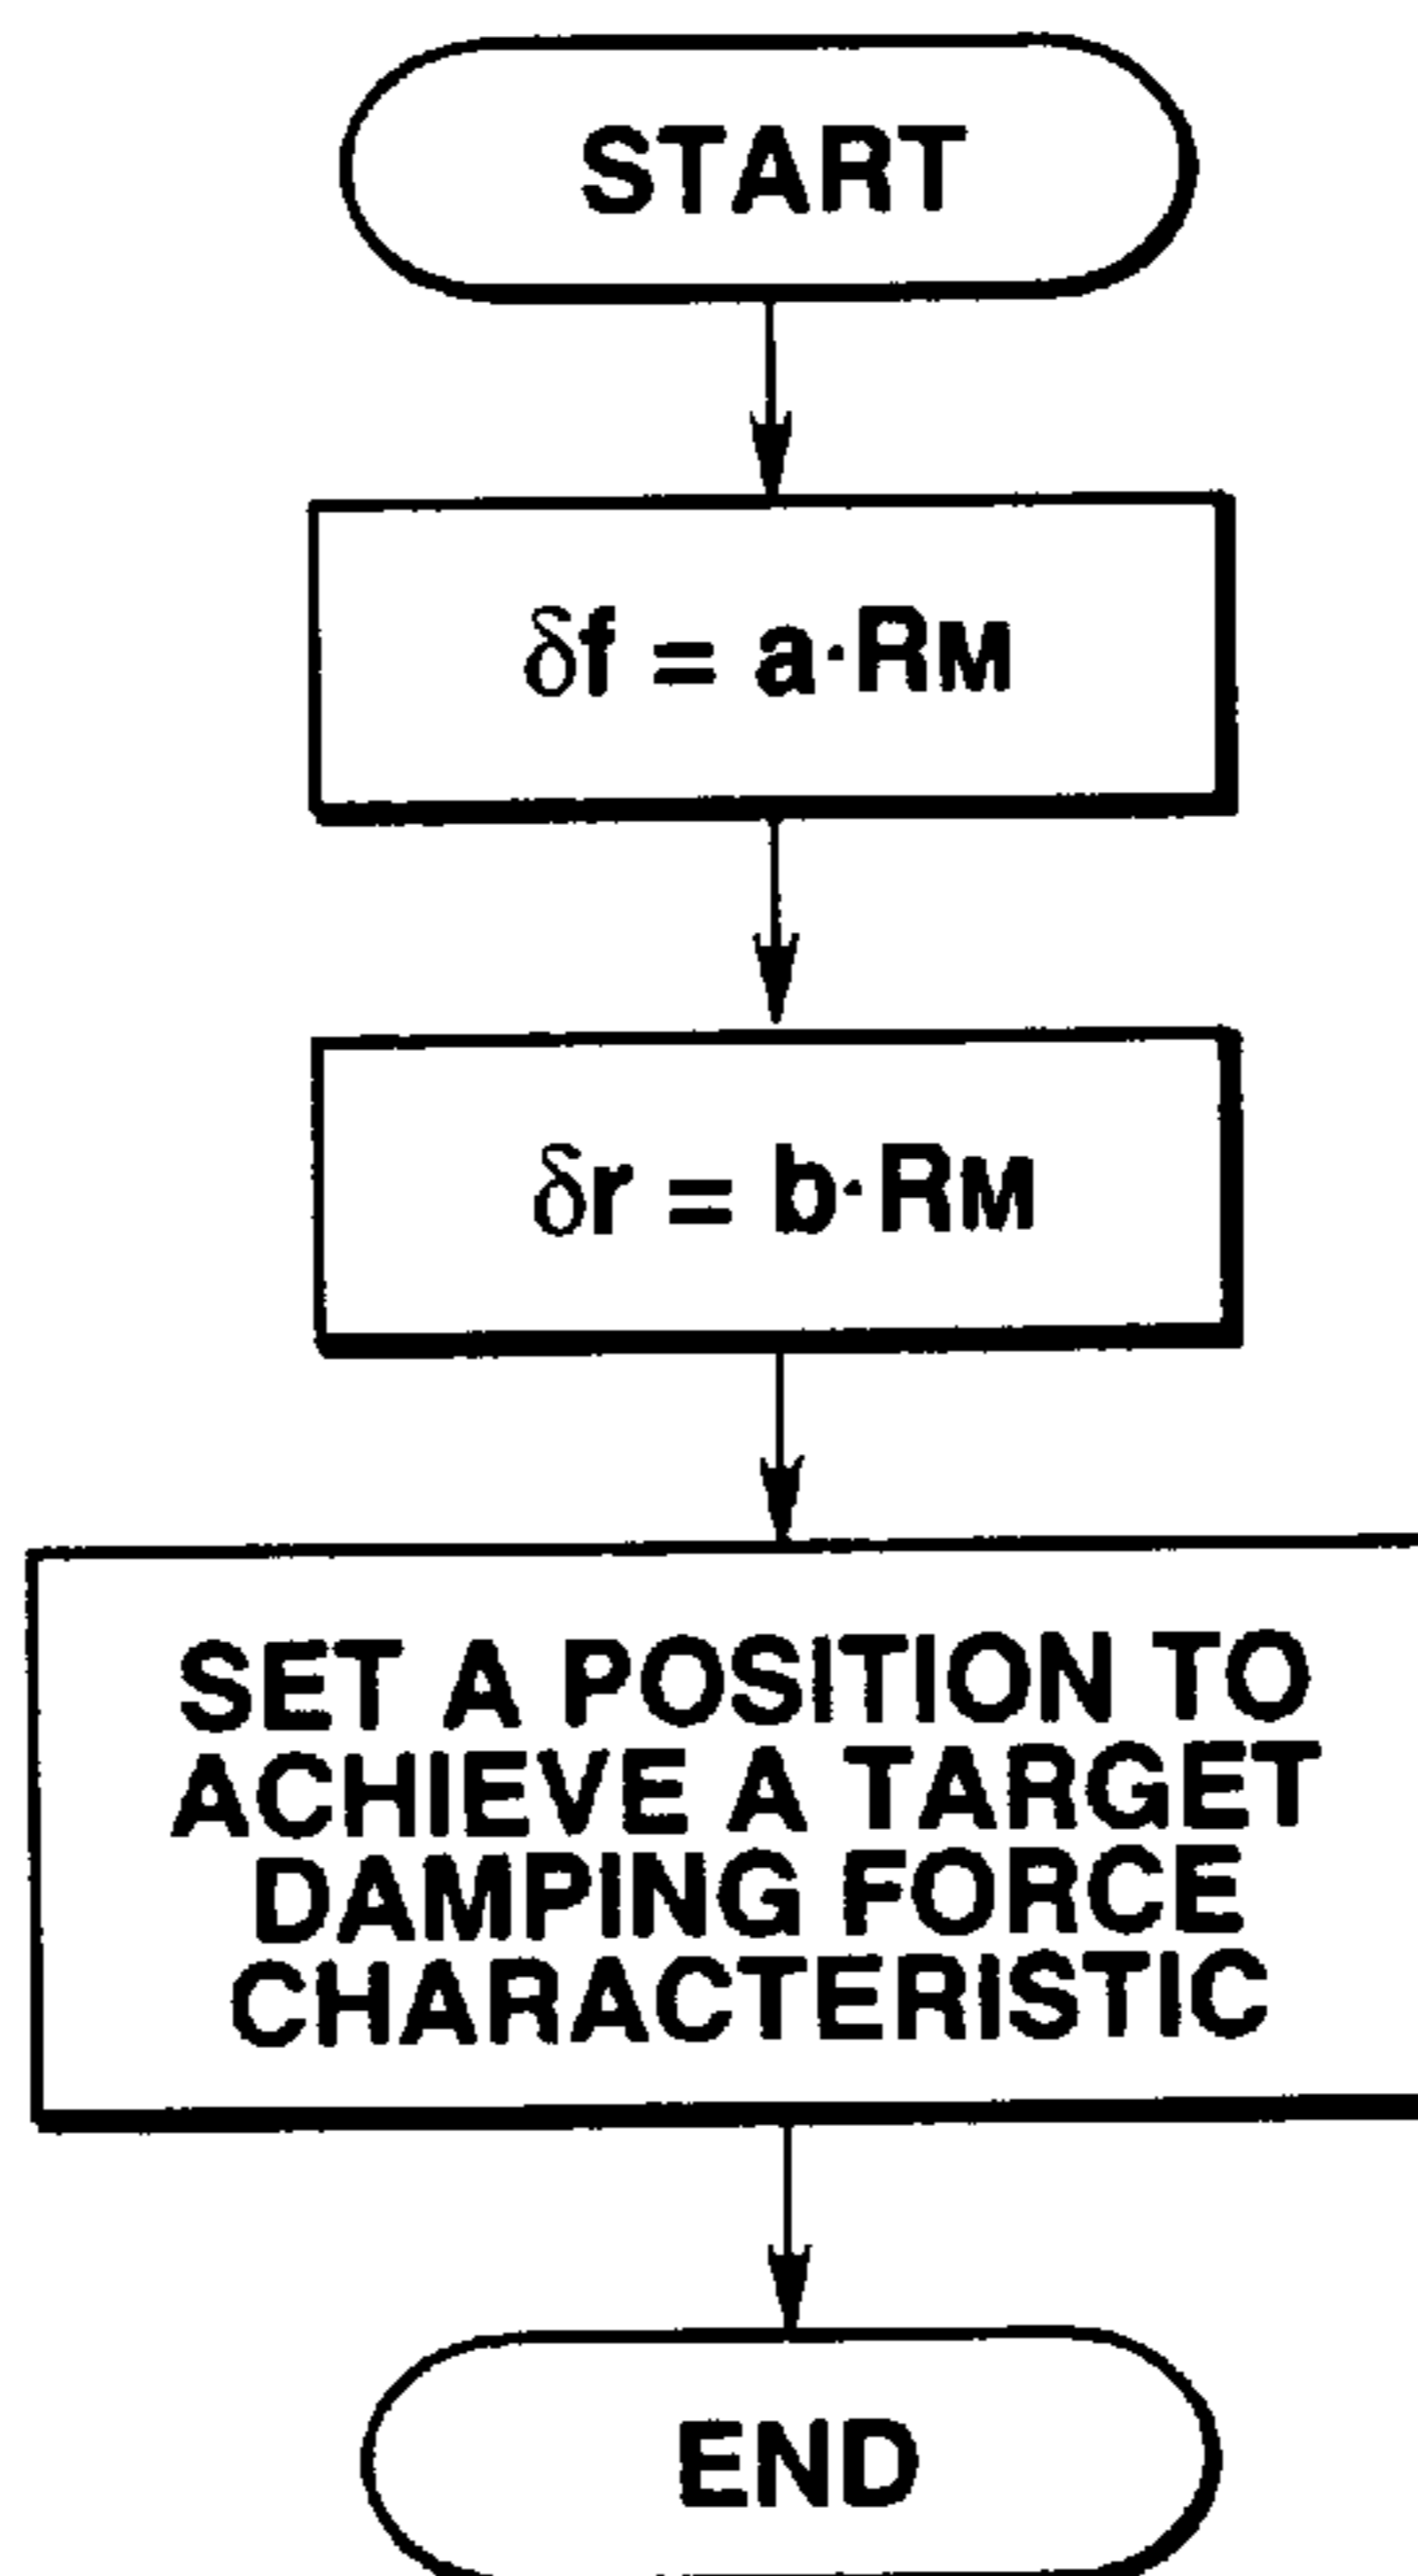 START
δf = a·RM
δr = b·RM
SET A POSITION TO
ACHIEVE A TARGET
DAMPING FORCE
CHARACTERISTIC
END